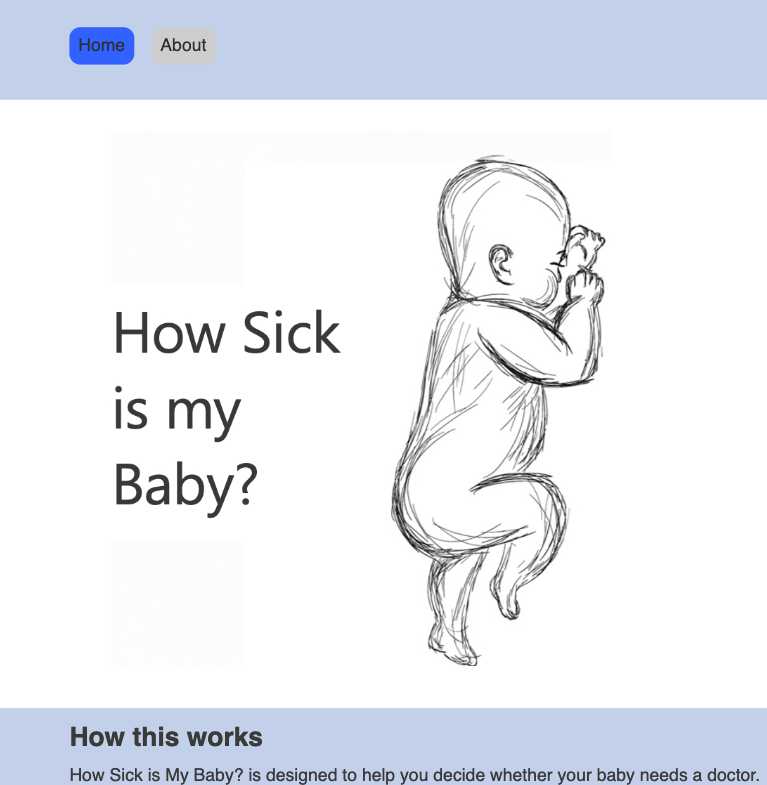 Home About
How Sick
is my
Baby?
How this works
How Sick is My Baby? is designed to help you decide whether your baby needs a doctor.